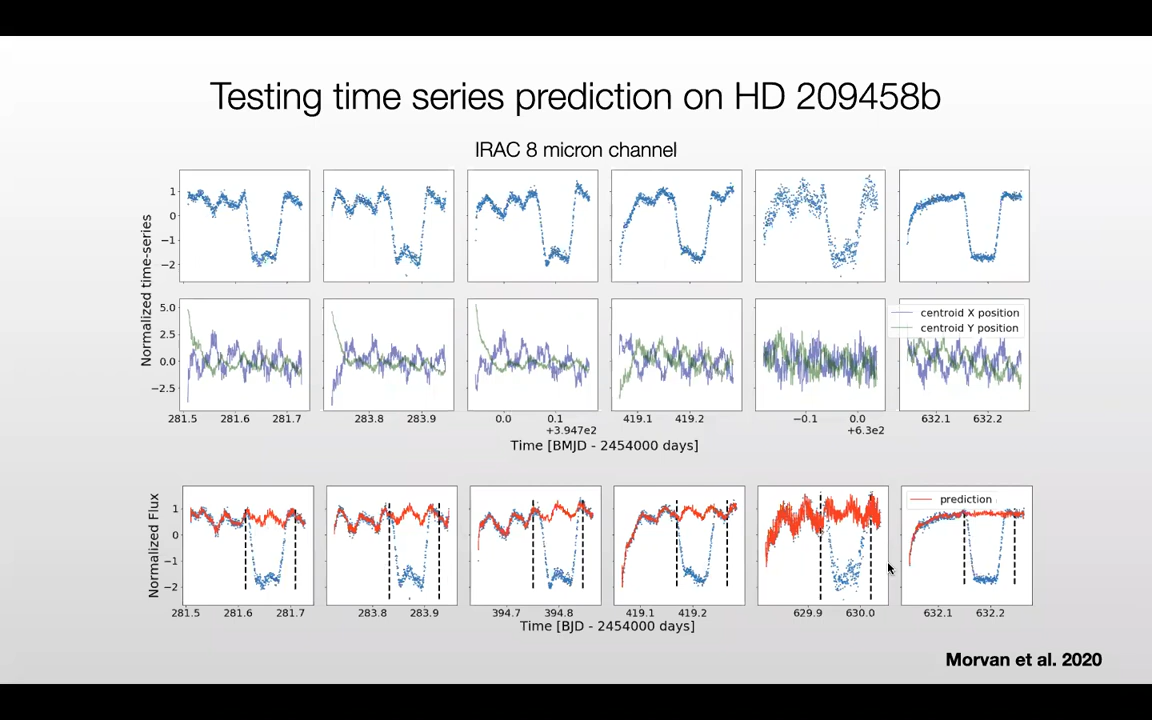 Testing time series prediction on HD 209458b
IRAC 8 micron channel
Normalized time-series
1
0
−1
−2
5.0
2.5
0.0
−2.5
centroid X position
centroid Y position
281.5 281.6 281.7 283.8 283.9 0.0 0.1 419.1 419.2 −0.1 0.0 632.1 632.2
+3.947e2 +6.3e2
Time [BMJD - 2454000 days]
Normalized Flux
1
0
−1
−2
prediction
281.5 281.6 281.7 283.8 283.9 394.7 394.8 419.1 419.2 629.9 630.0 632.1 632.2
Time [BJD - 2454000 days]
Morvan et al. 2020